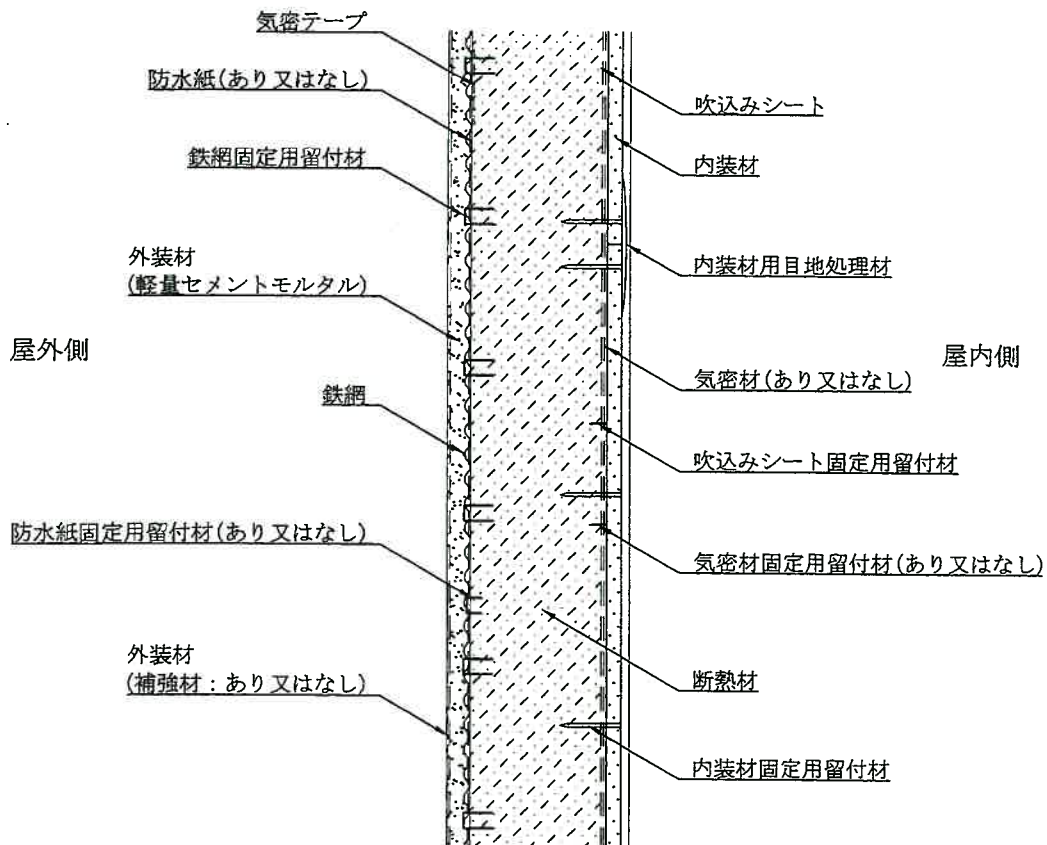 気密テープ
防水紙(あり又はなし)
鉄網固定用留付材
外装材
(軽量セメントモルタル)
屋外側
鉄網
防水紙固定用留付材(あり又はなし)
外装材
(補強材：あり又はなし)
吹込みシート
内装材
内装材用目地処理材
屋内側
気密材(あり又はなし)
吹込みシート固定用留付材
気密材固定用留付材(あり又はなし)
断熱材
内装材固定用留付材